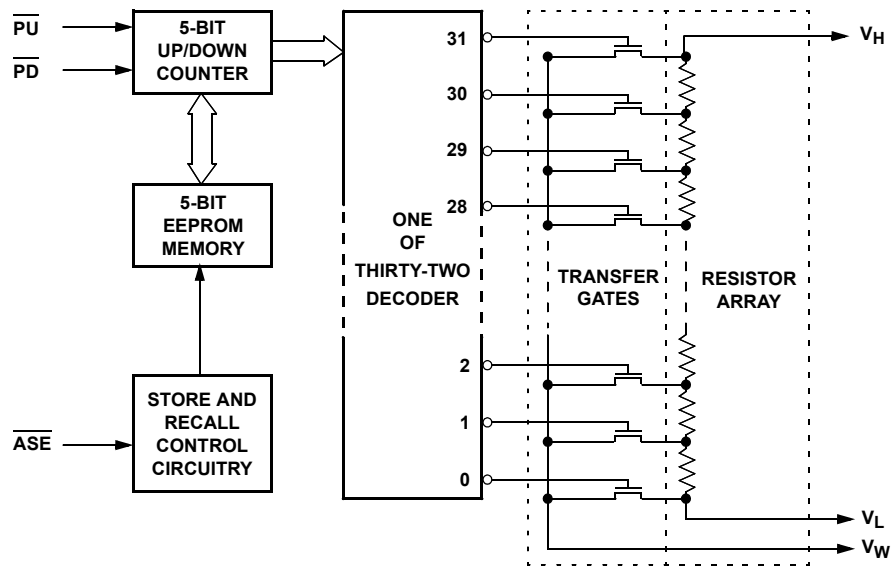 PU
PD
5-BIT
UP/DOWN
COUNTER
5-BIT
EEPROM
MEMORY
ASE
STORE AND
RECALL
CONTROL
CIRCUITRY
31
30
29
28
ONE
OF
THIRTY-TWO
DECODER
2
1
0
TRANSFER
GATES
RESISTOR
ARRAY
VH
VL
VW